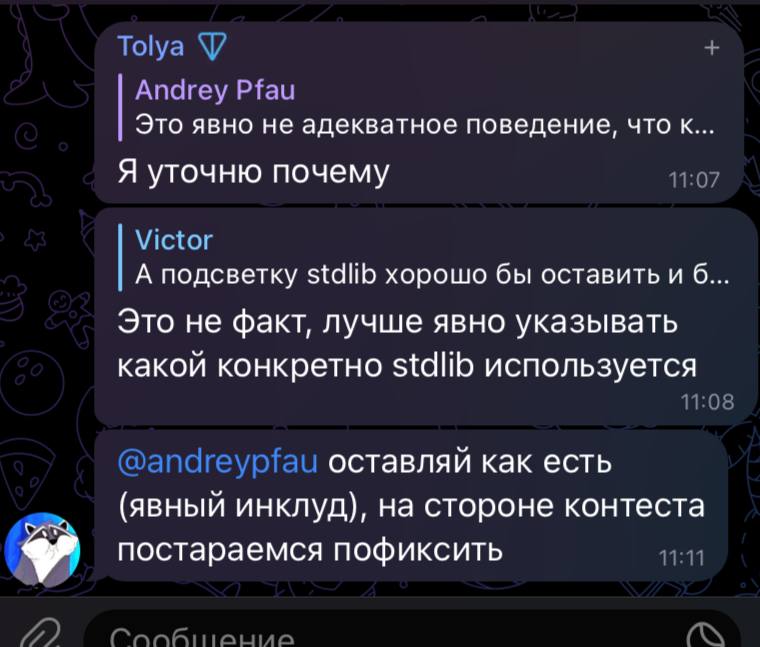 Tolya
Andrey Pfau
Это явно не адекватное поведение, что к...
Я уточню почему
11:07
Victor
А подсветку stdlib хорошо бы оставить и б...
Это не факт, лучше явно указывать
какой конкретно stdlib используется
11:08
@andreypfau оставляй как есть
(явный инклуд), на стороне контеста
постараемся пофиксить
11:11
Сообщение